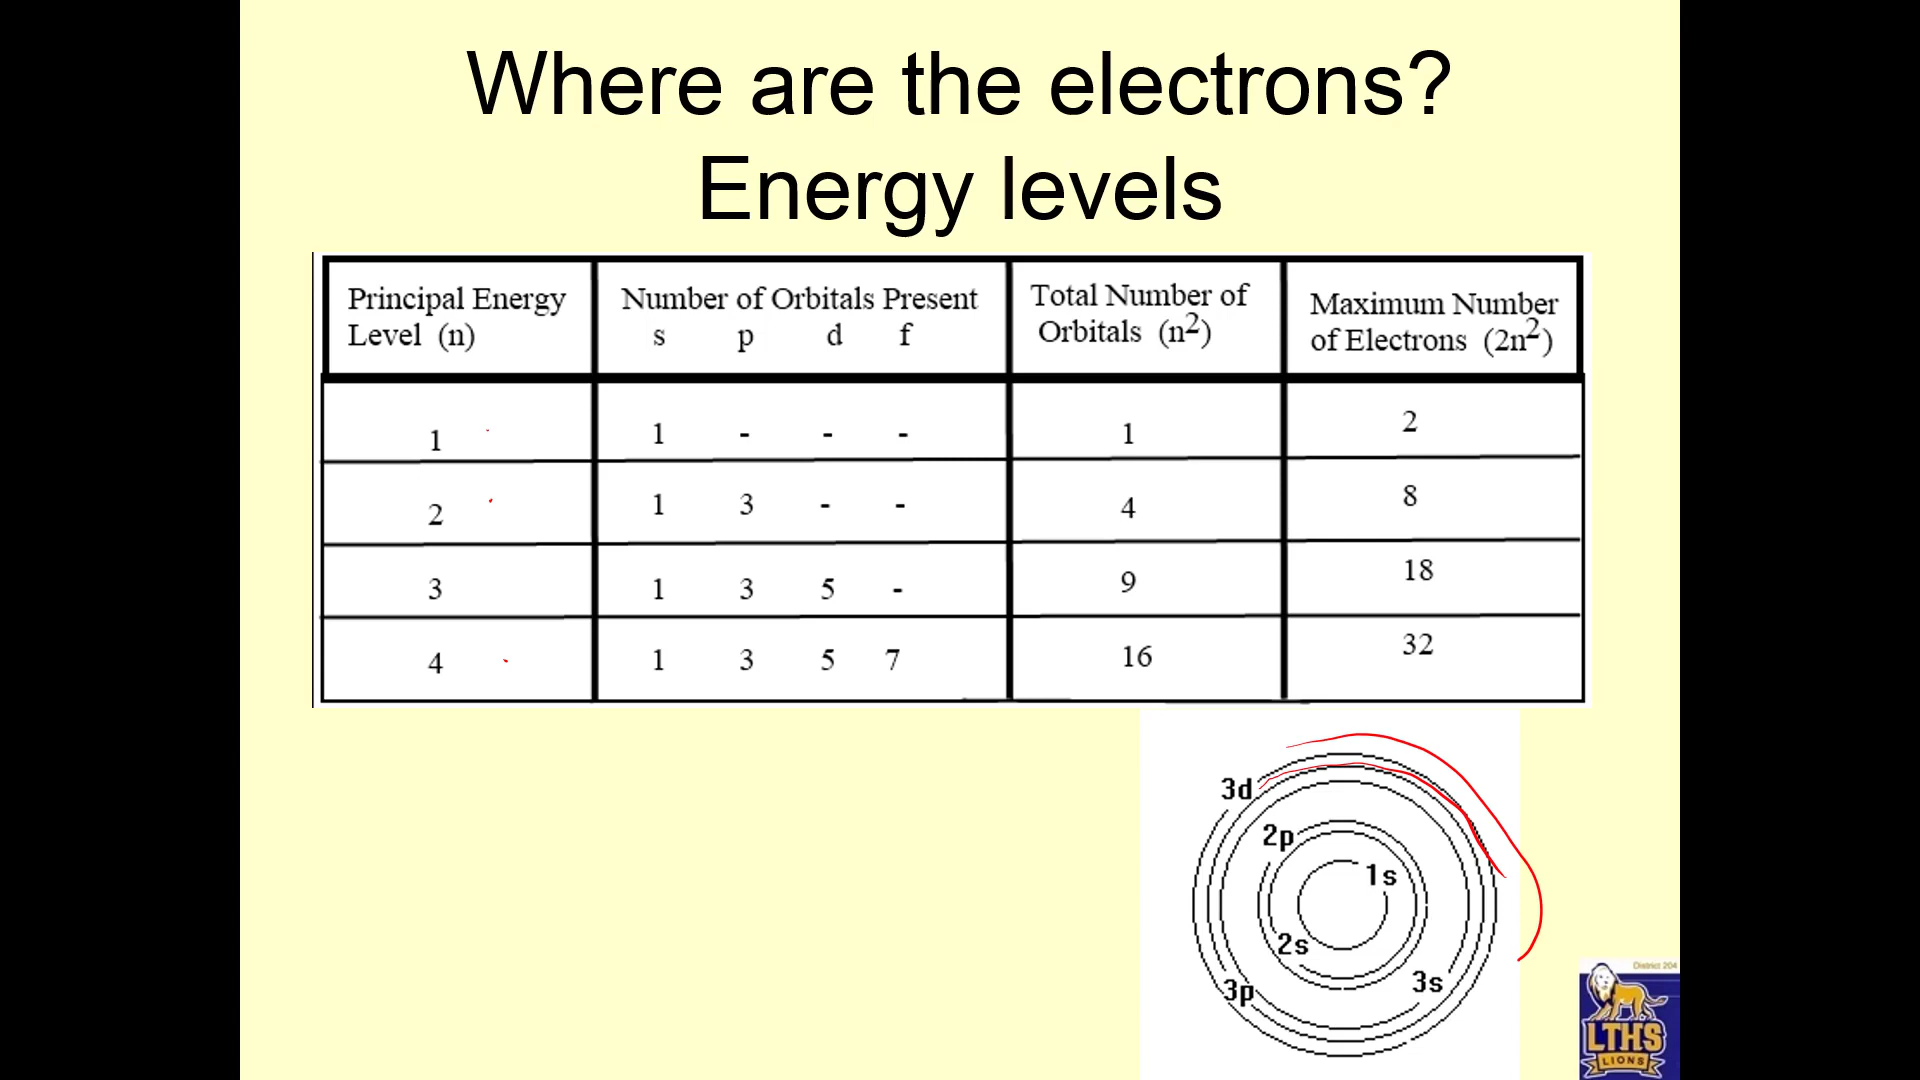 Where are the electrons?
Energy levels
Principal Energy Level (n) Number of Orbitals Present s p d f Total Number of Orbitals (n2) Maximum Number of Electrons (2n2)
1 1 - - - 1 2
2 1 3 - - 4 8
3 1 3 5 - 9 18
4 1 3 5 7 16 32
3d
2p
1s
2s
3s
3p
District 204
LTHS
LIONS